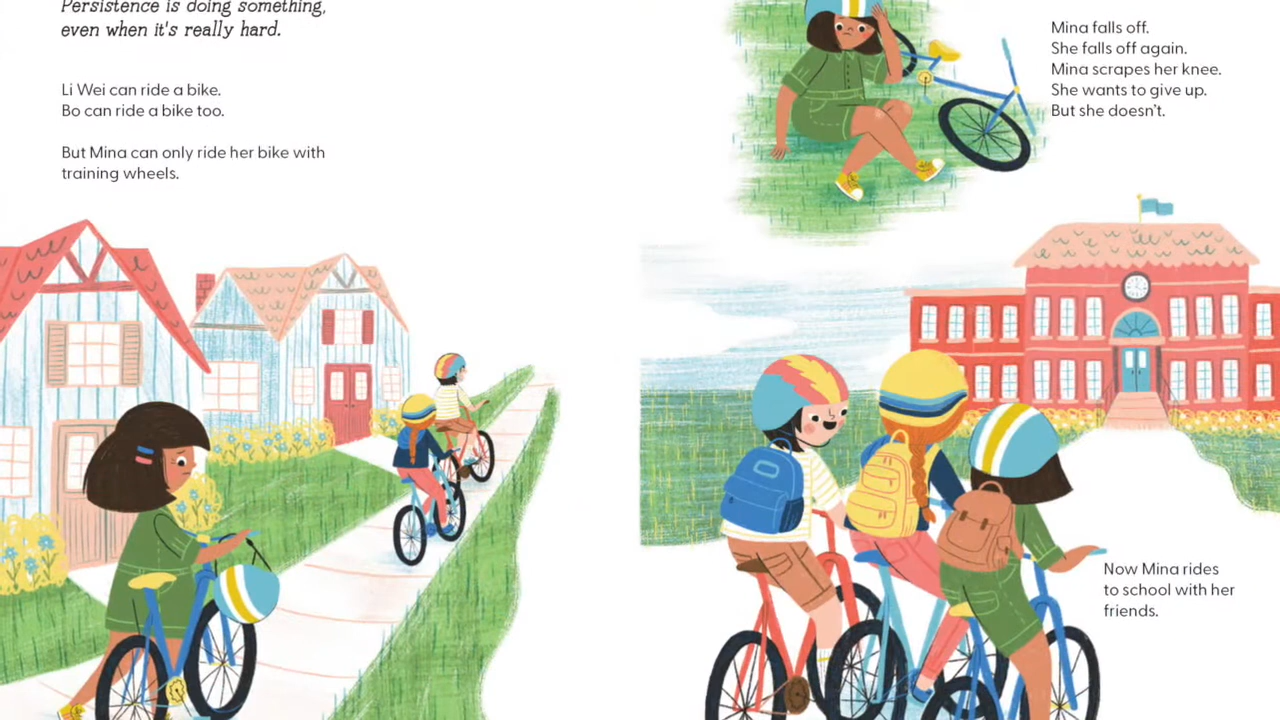 Persistence is doing something,
even when it's really hard.
Li Wei can ride a bike.
Bo can ride a bike too.
But Mina can only ride her bike with
training wheels.
Mina falls off.
She falls off again.
Mina scrapes her knee.
She wants to give up.
But she doesn't.
Now Mina rides
to school with her
friends.